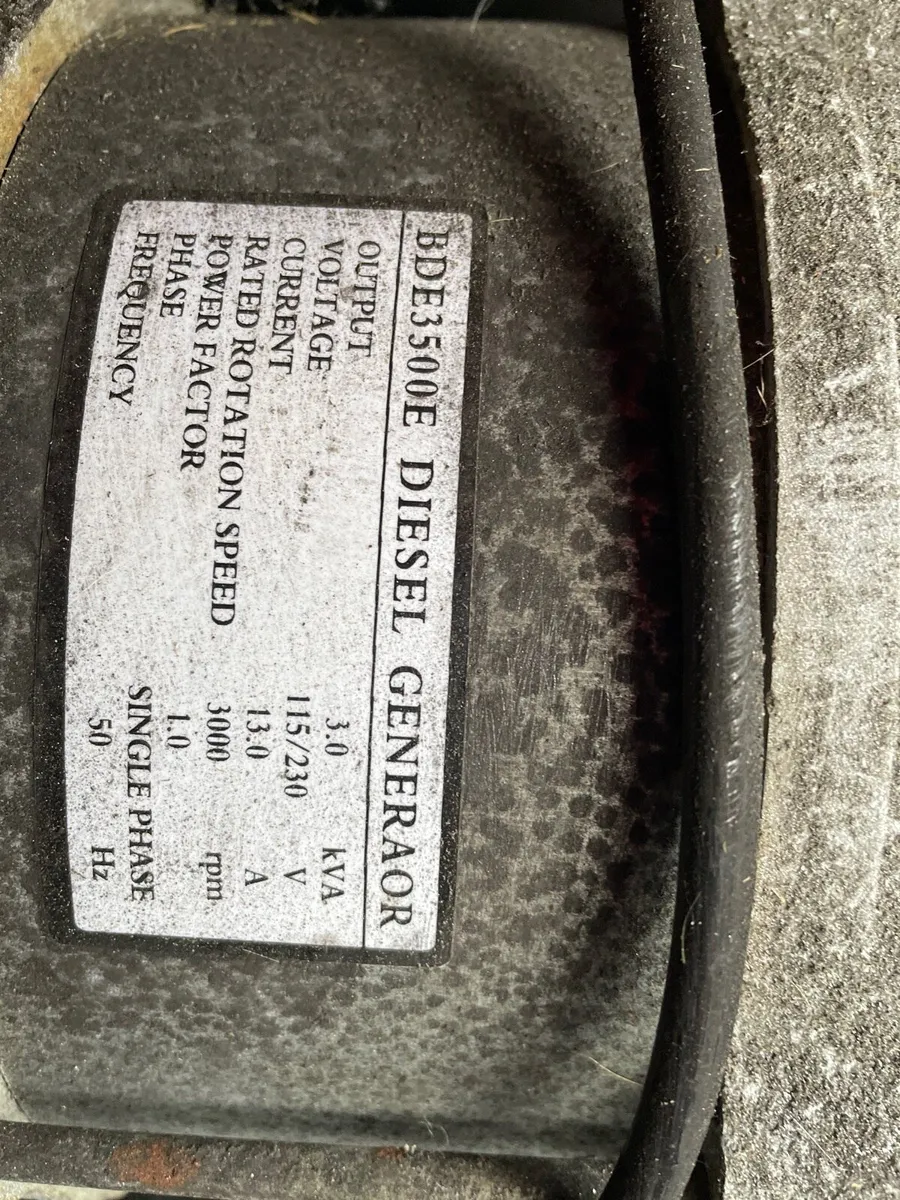 BDE3500E DIESEL GENERAOR
OUTPUT 3.0 kVA
VOLTAGE 115/230 V
CURRENT 13.0 A
RATED ROTATION SPEED 3000 rpm
POWER FACTOR 1.0
PHASE SINGLE PHASE
FREQUENCY 50 Hz